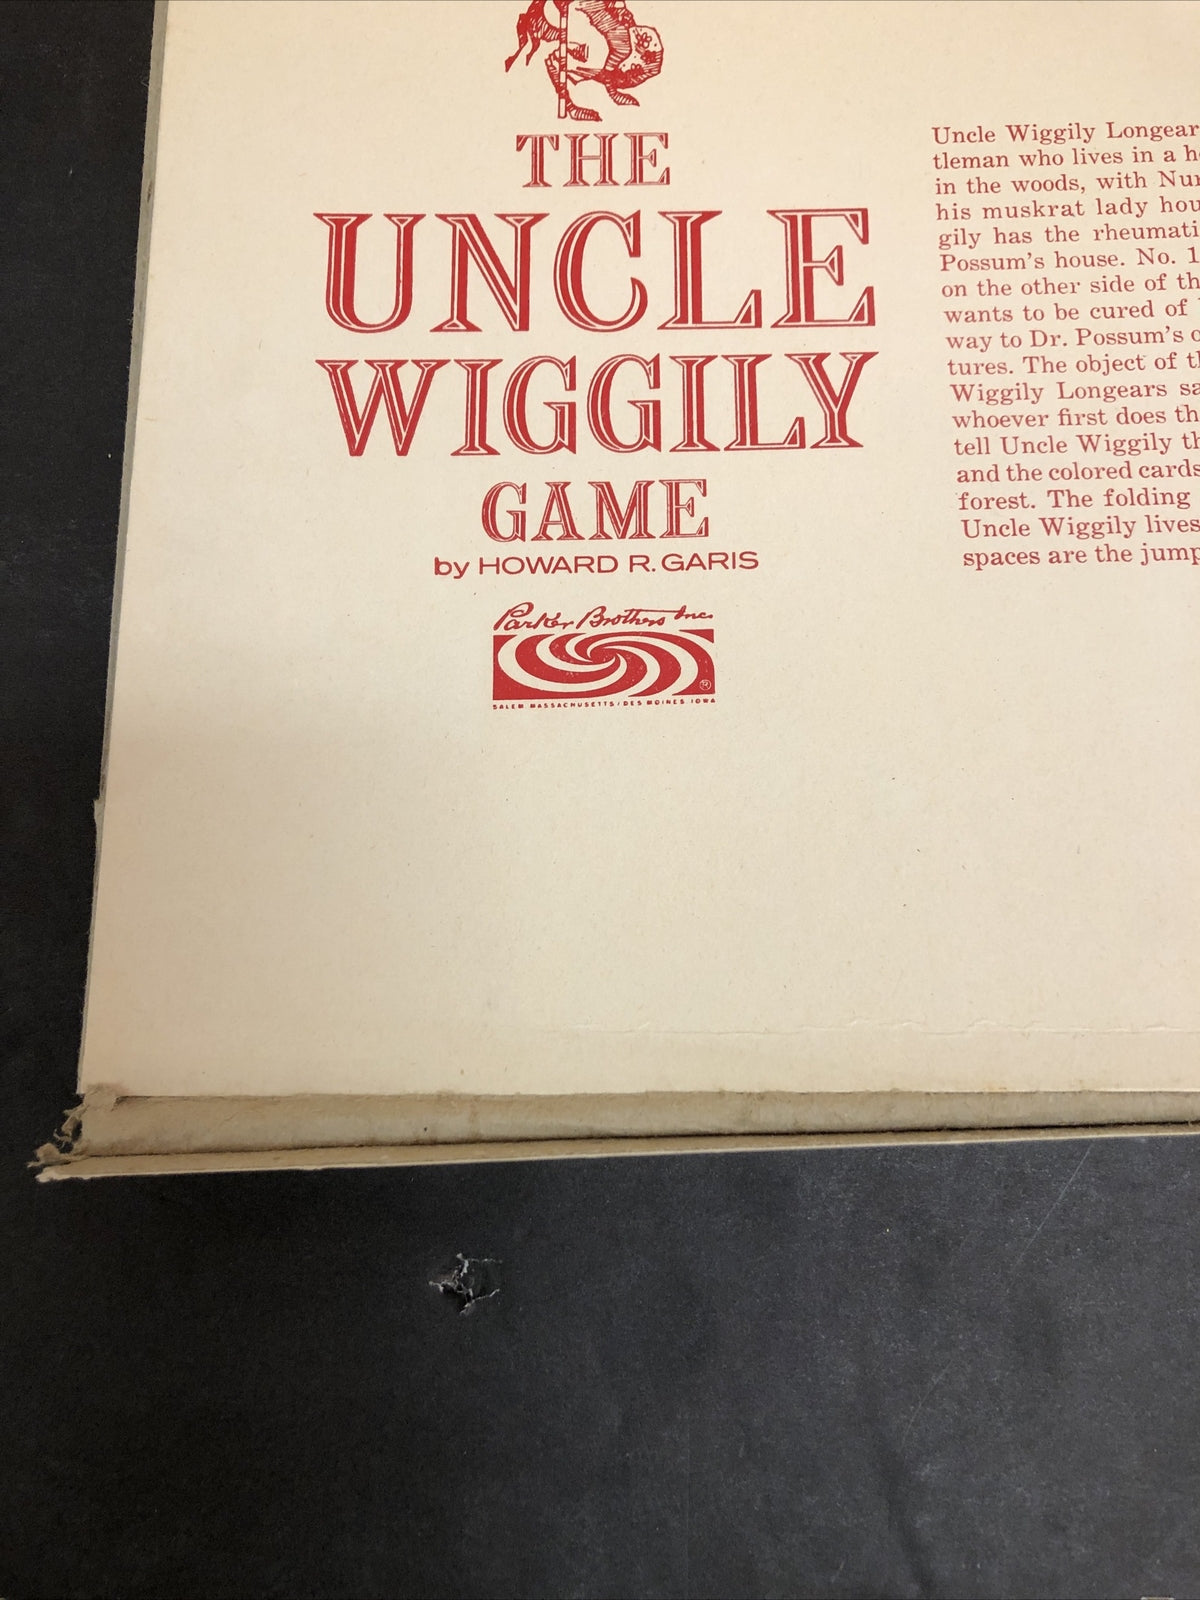 THE
UNCLE
WIGGILY
GAME
by HOWARD R. GARIS
Parker Brothers Inc.
SALEM MASSACHUSETTS / DES MOINES IOWA
Uncle Wiggily Longear
tleman who lives in a h
in the woods, with Nur
his muskrat lady hou
gily has the rheumati
Possum's house. No. 1
on the other side of th
wants to be cured of
way to Dr. Possum's o
tures. The object of t
Wiggily Longears sa
whoever first does th
tell Uncle Wiggily th
and the colored cards
forest. The folding
Uncle Wiggily lives
spaces are the jump